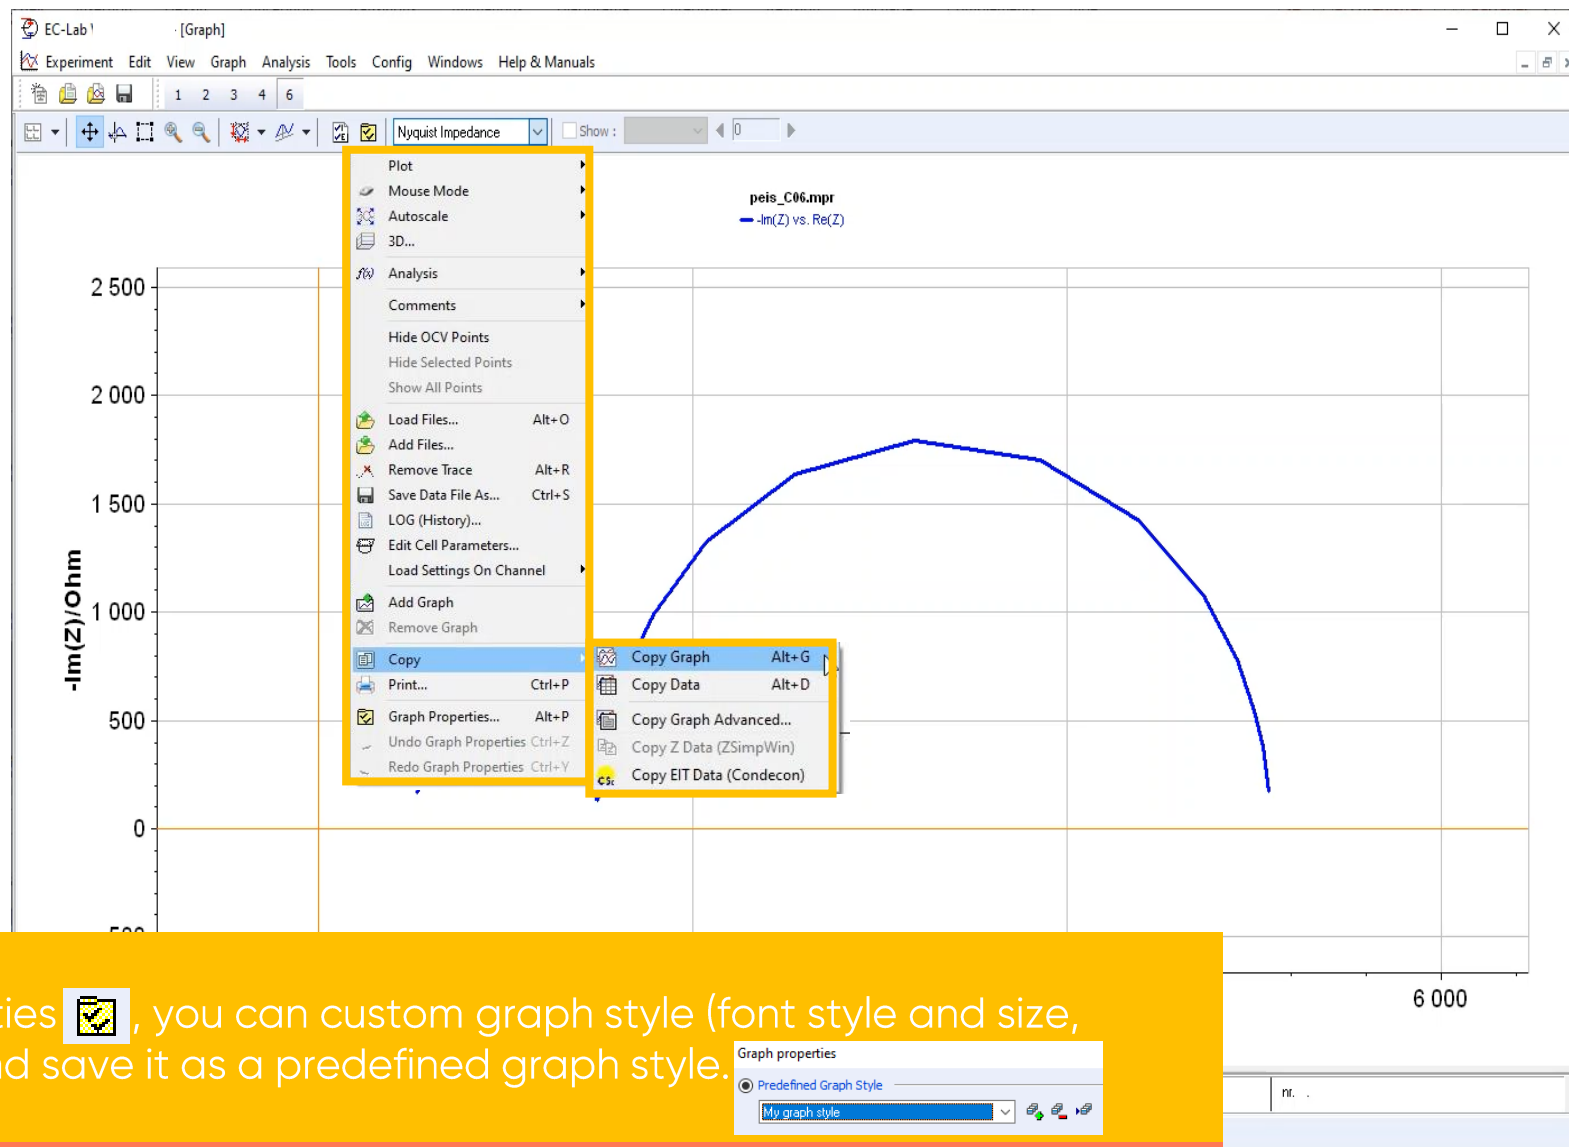 EC-Lab
- [Graph]
Experiment Edit View Graph Analysis Tools Config Windows Help & Manuals
1 2 3 4 6
Nyquist Impedance
Show :
0
Plot
Mouse Mode
Autoscale
3D...
Analysis
Comments
Hide OCV Points
Hide Selected Points
Show All Points
Load Files... Alt+O
Add Files...
Remove Trace Alt+R
Save Data File As... Ctrl+S
LOG (History)...
Edit Cell Parameters...
Load Settings On Channel
Add Graph
Remove Graph
Copy
Print... Ctrl+P
Graph Properties... Alt+P
Undo Graph Properties Ctrl+Z
Redo Graph Properties Ctrl+Y
Copy Graph Alt+G
Copy Data Alt+D
Copy Graph Advanced...
Copy Z Data (ZSimpWin)
Copy EIT Data (Condecon)
peis_C06.mpr
-Im(Z) vs. Re(Z)
-Im(Z)/Ohm
2 500
2 000
1 500
1 000
500
0
6 000
ties , you can custom graph style (font style and size,
nd save it as a predefined graph style.
Graph properties
Predefined Graph Style
My graph style
nr. .